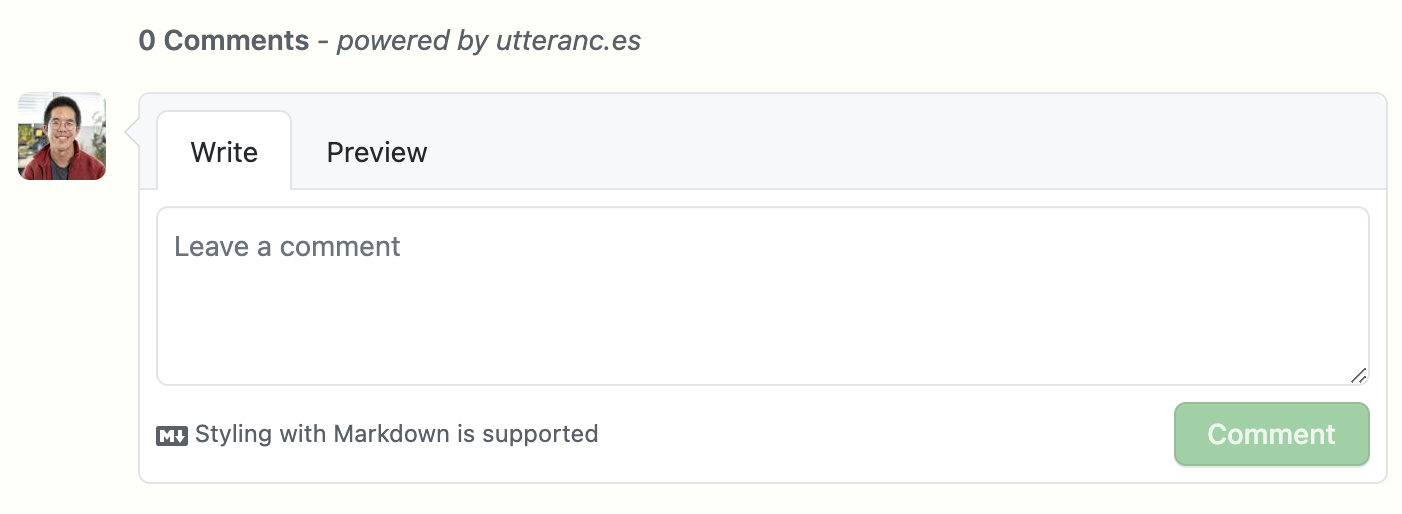 0 Comments - powered by utteranc.es
Write Preview
Leave a comment
M Styling with Markdown is supported
Comment